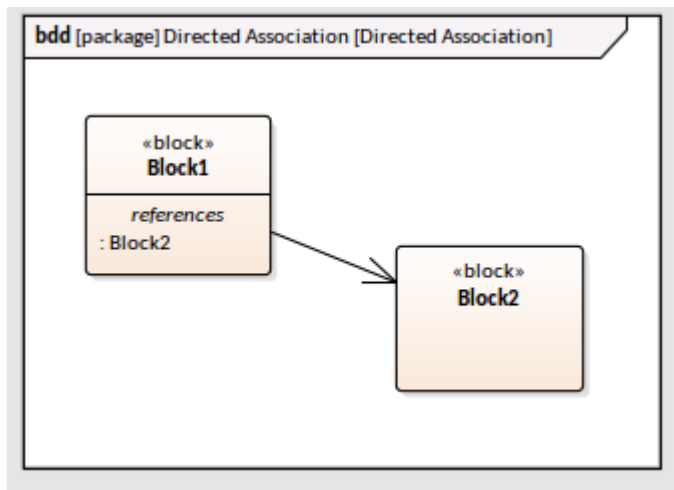 bdd [package] Directed Association [Directed Association]
«block»
Block1
references
: Block2
«block»
Block2